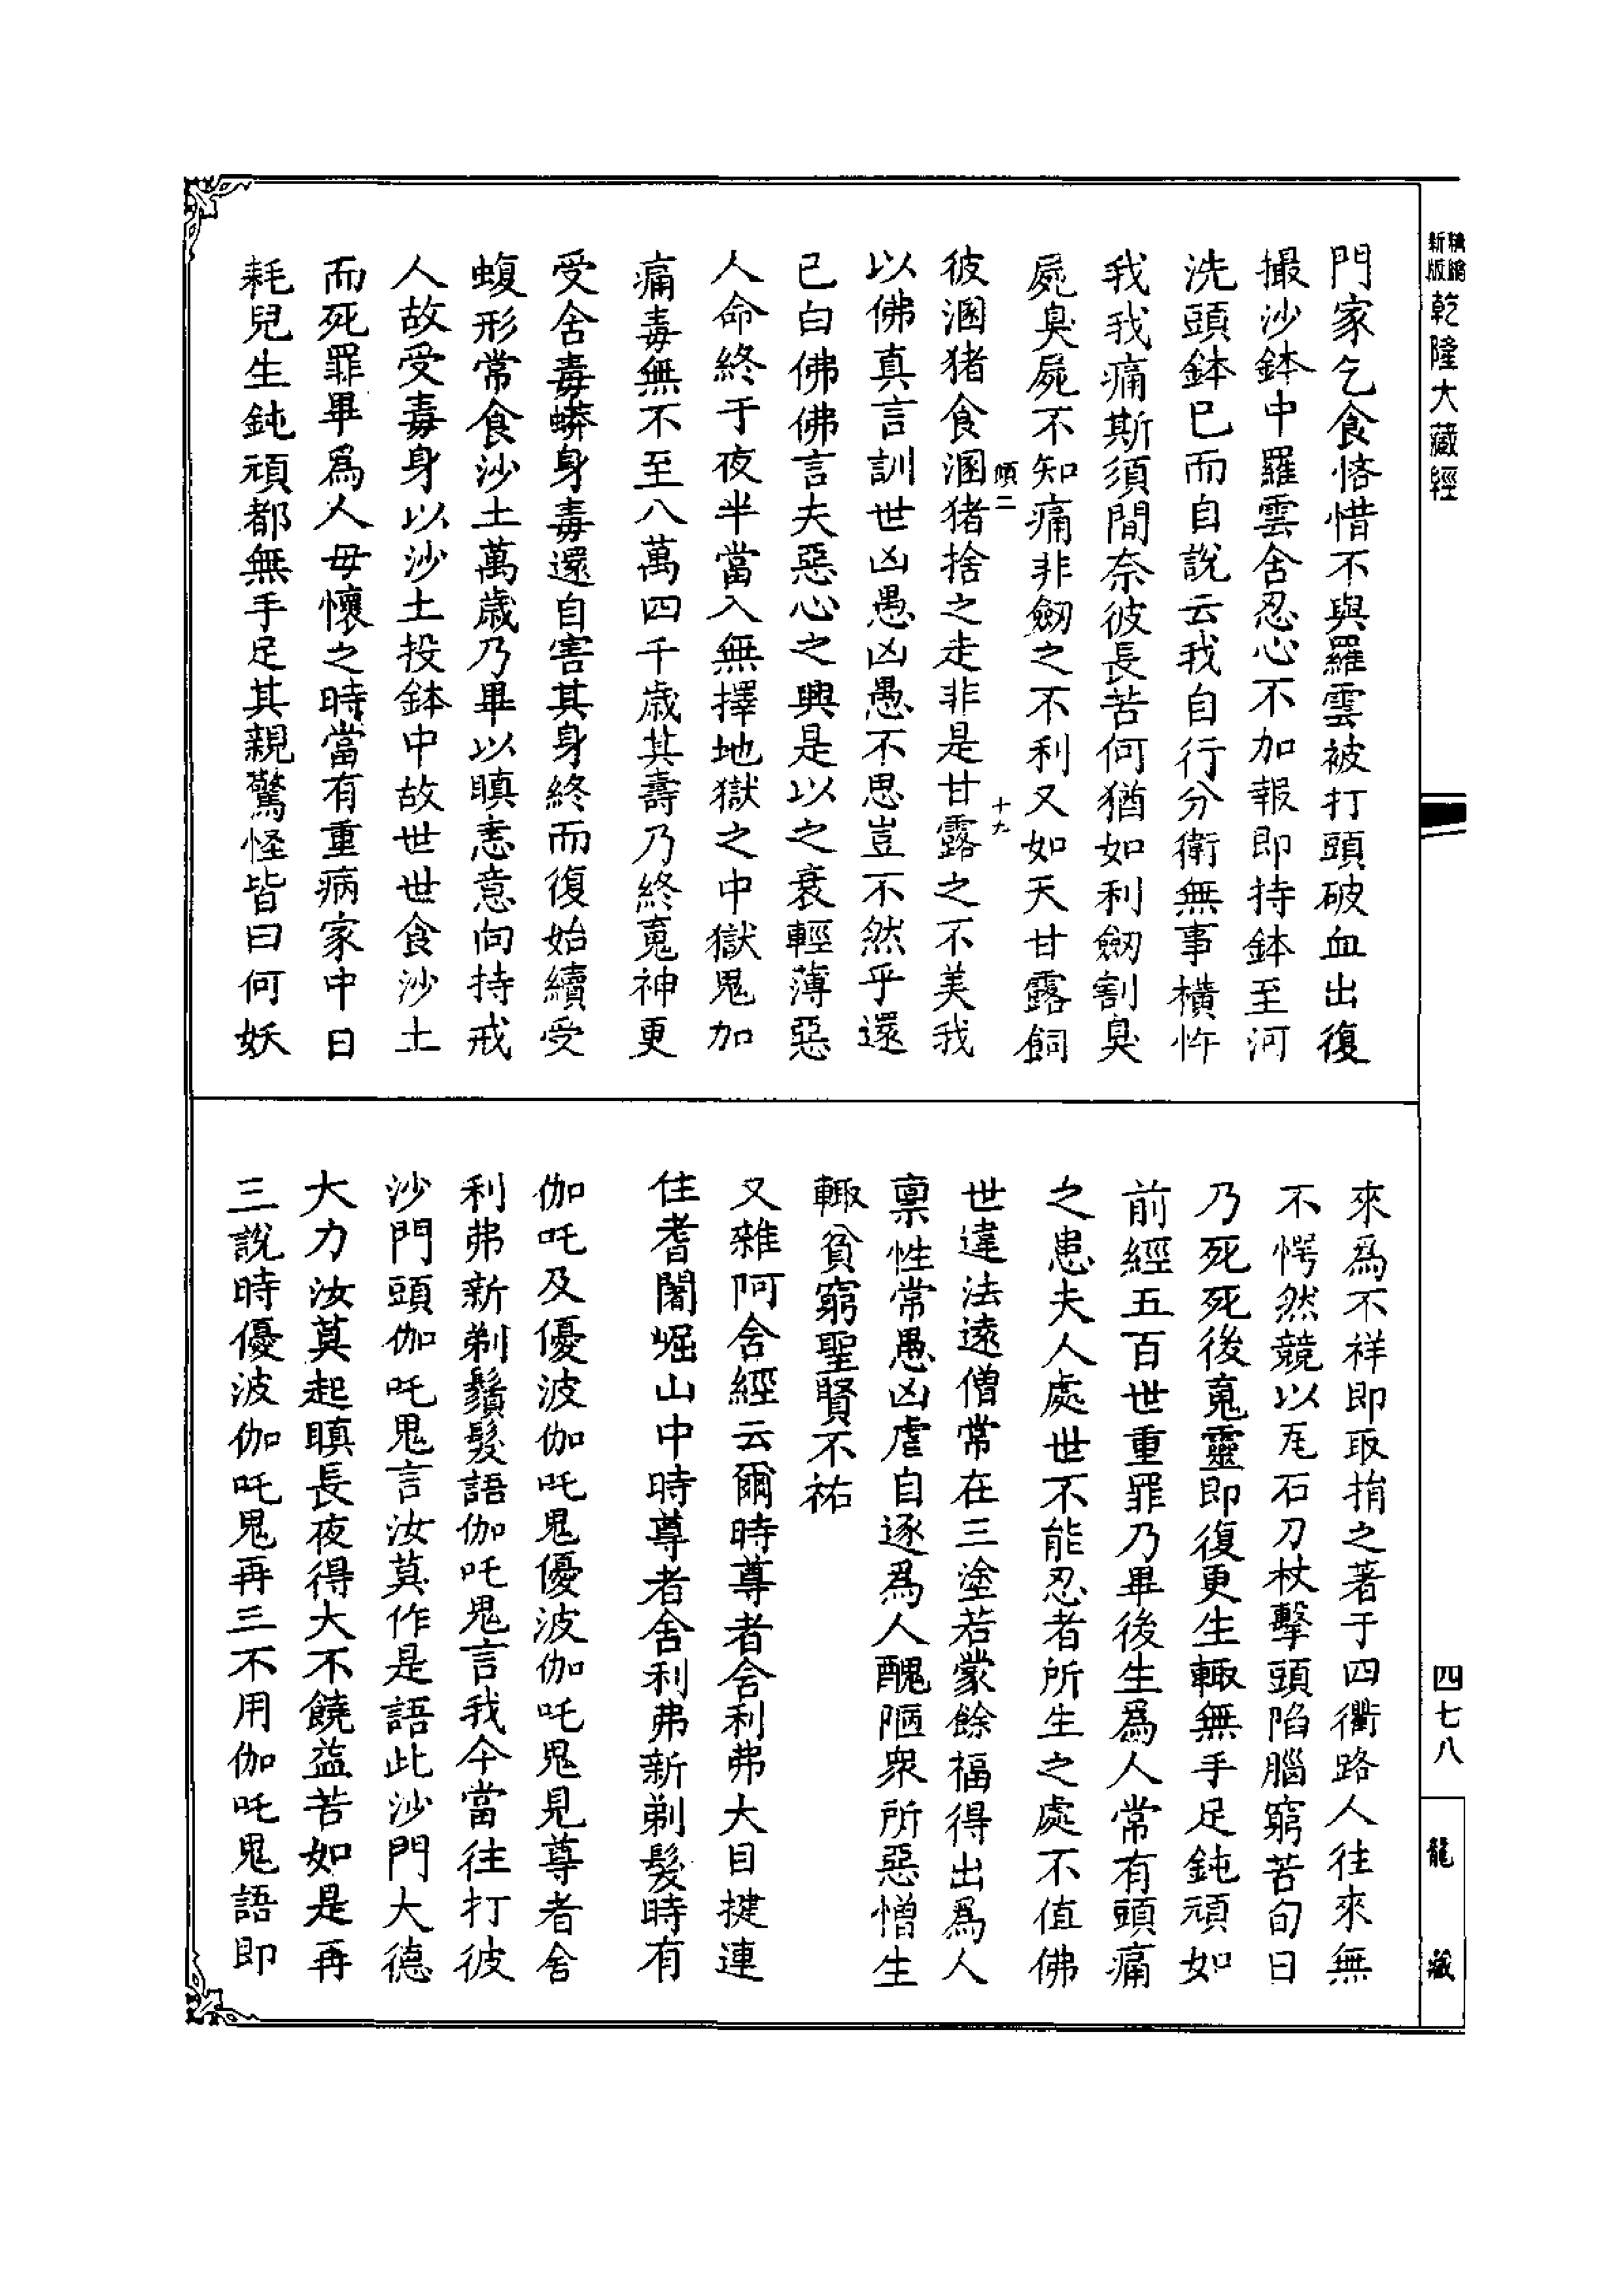 精繪
新版
乾隆大藏經
四七八
龍藏
門家乞食悋惜不與羅雲被打頭破血出復
撮沙鉢中羅雲含忍心不加報即持鉢至河
洗頭鉢已而自說云我自行分衛無事橫忤
我我痛斯須間奈彼長苦何猶如利劒割臭
屍臭屍不知痛非劒之不利又如天甘露飼
頎二
十九
彼溷猪食溷猪捨之走非是甘露之不美我
以佛真言訓世凶愚凶愚不思豈不然乎還
已白佛佛言夫惡心之興是以之衰輕薄惡
人命終于夜半當入無擇地獄之中獄鬼加
痛毒無不至八萬四千歲其壽乃終䰟神更
受含毒蟒身毒還自害其身終而復始續受
蝮形常食沙土萬歲乃畢以瞋恚意向持戒
人故受毒身以沙土投鉢中故世世食沙土
而死罪畢爲人毋懷之時當有重病家中日
耗兒生鈍頑都無手足其親驚怪皆曰何妖
來爲不祥即取捐之著于四衢路人往來無
不愕然競以瓦石刀杖擊頭陷腦窮苦旬日
乃死死後䰟靈即復更生輙無手足鈍頑如
前經五百世重罪乃畢後生爲人常有頭痛
之患夫人處世不能忍者所生之處不值佛
世違法遠僧常在三塗若蒙餘福得出爲人
稟性常愚凶虐自逐爲人醜陋衆所惡憎生
輙貧窮聖賢不祐
又雜阿含經云爾時尊者舍利弗大目揵連
住耆闍崛山中時尊者舍利弗新剃髮時有
伽吒及優波伽吒鬼優波伽吒鬼見尊者舍
利弗新剃鬚髮語伽吒鬼言我今當往打彼
沙門頭伽吒鬼言汝莫作是語此沙門大德
大力汝莫起瞋長夜得大不饒益苦如是再
三說時優波伽吒鬼再三不用伽吒鬼語即